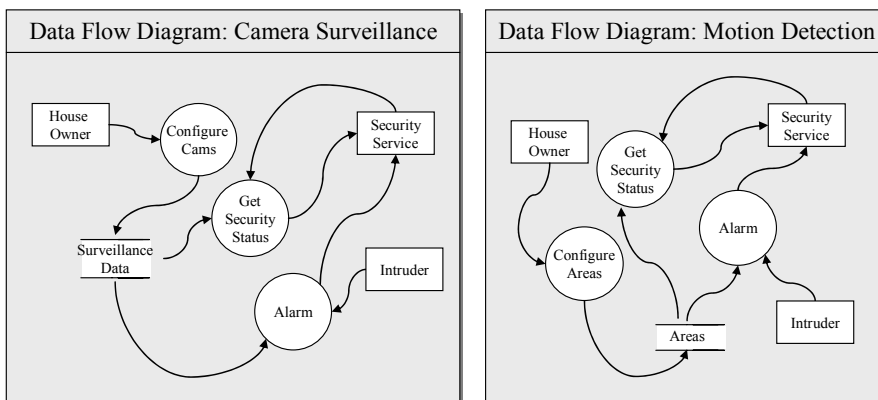 Data Flow Diagram: Camera Surveillance
House
Owner
Configure
Cams
Security
Service
Get
Security
Status
Surveillance
Data
Intruder
Alarm
Data Flow Diagram: Motion Detection
House
Owner
Get
Security
Status
Security
Service
Alarm
Configure
Areas
Areas
Intruder